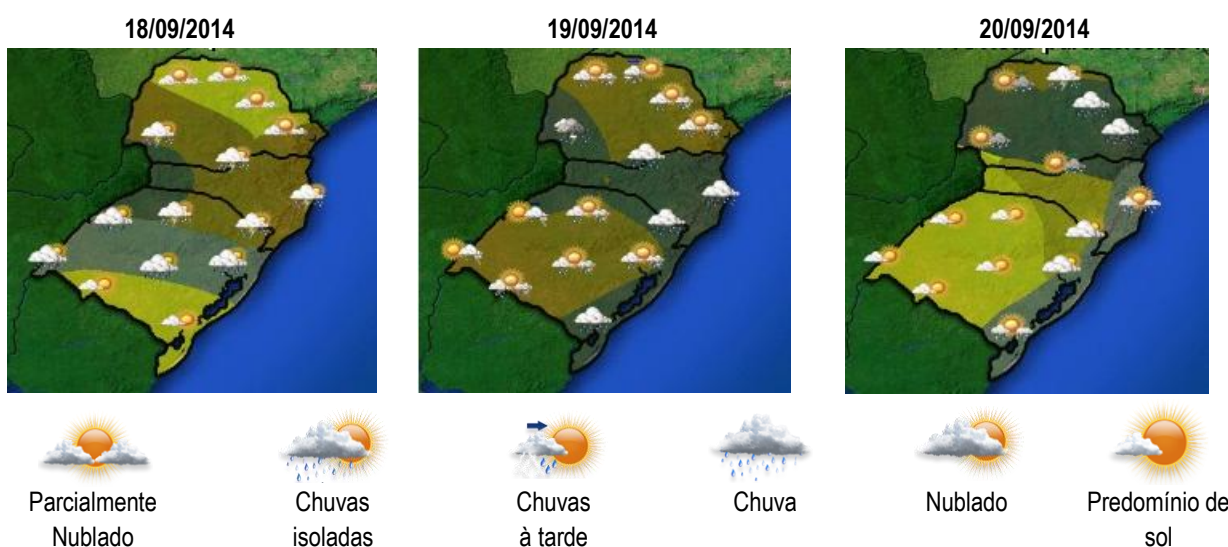 18/09/2014
19/09/2014
20/09/2014
Parcialmente
Nublado
Chuvas
isoladas
Chuvas
à tarde
Chuva
Nublado
Predomínio de
sol